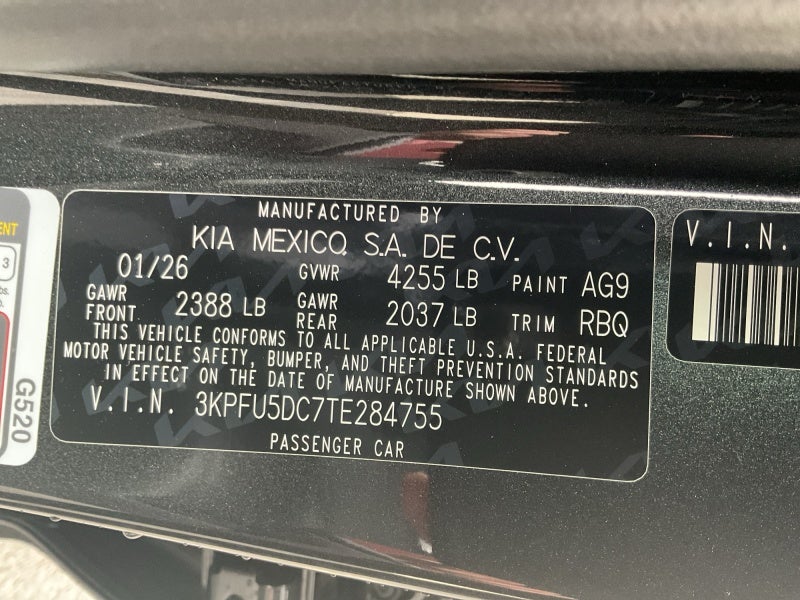 MANUFACTURED BY
KIA MEXICO, S.A. DE C.V.
01/26 GVWR 4255 LB PAINT AG9
GAWR FRONT 2388 LB GAWR REAR 2037 LB TRIM RBQ
THIS VEHICLE CONFORMS TO ALL APPLICABLE U.S.A. FEDERAL
MOTOR VEHICLE SAFETY, BUMPER, AND THEFT PREVENTION STANDARDS
IN EFFECT ON THE DATE OF MANUFACTURE SHOWN ABOVE.
V.I.N. 3KPFU5DC7TE284755
PASSENGER CAR
V.I.N.
G520
3